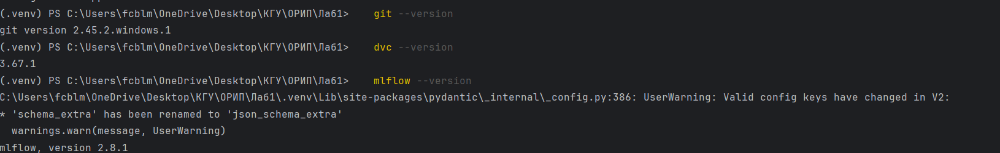 (.venv) PS C:\Users\fcblm\OneDrive\Desktop\КГУ\ОРИП\Ла61>    git --version
git version 2.45.2.windows.1
(.venv) PS C:\Users\fcblm\OneDrive\Desktop\КГУ\ОРИП\Ла61>    dvc --version
3.67.1
(.venv) PS C:\Users\fcblm\OneDrive\Desktop\КГУ\ОРИП\Ла61>    mlflow --version
C:\Users\fcblm\OneDrive\Desktop\КГУ\ОРИП\Ла61\.venv\Lib\site-packages\pydantic\_internal\_config.py:386: UserWarning: Valid config keys have changed in V2:
* 'schema_extra' has been renamed to 'json_schema_extra'
  warnings.warn(message, UserWarning)
mlflow, version 2.8.1